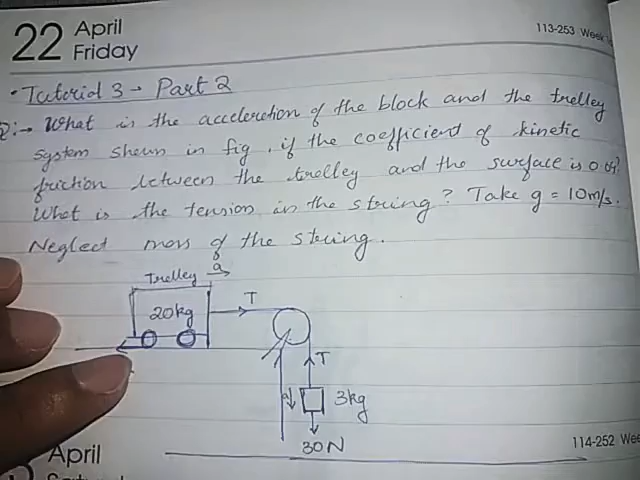 22 April
Friday
113-253 Week
• Tutorial 3 - Part 2
Q:→ What is the acceleration of the block and the trolley
system shown in fig, if the coefficient of kinetic
friction between the trolley and the surface is 0.04?
What is the tension in the string? Take g = 10m/s.
Neglect mass of the string.
Trolley a
20kg
T
T
a
3kg
30N
April
114-252 Wee